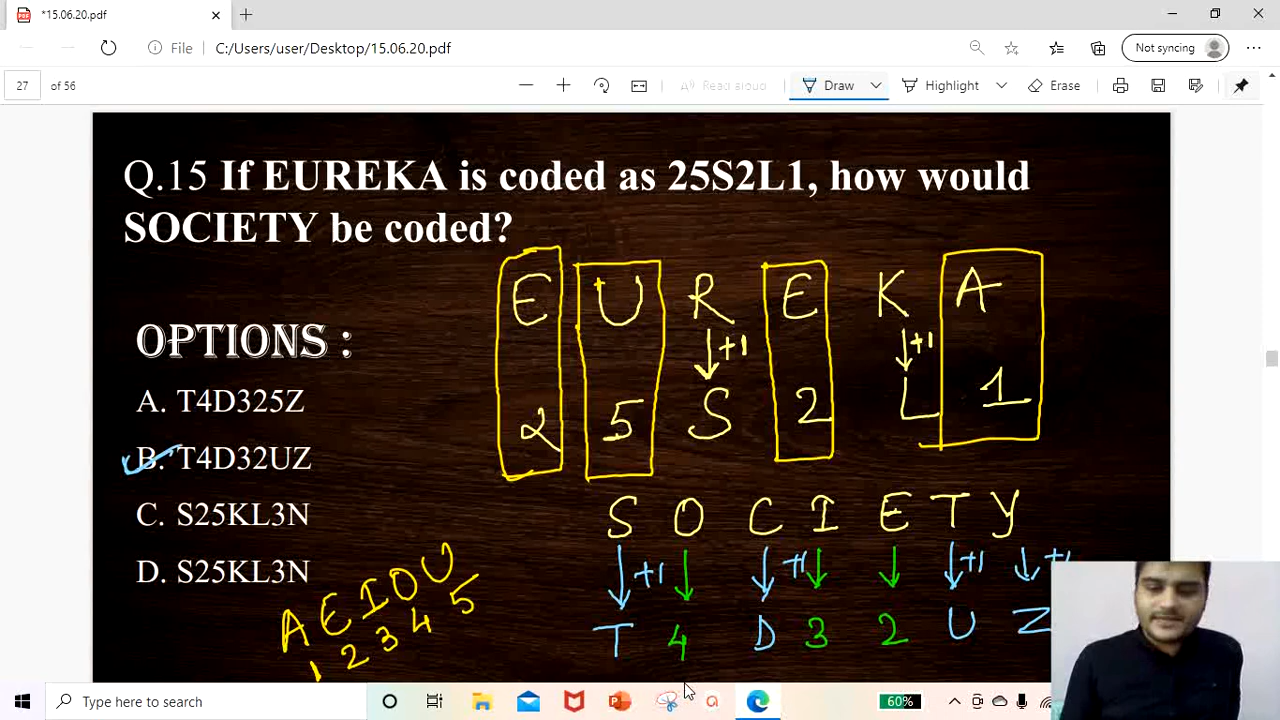 *15.06.20.pdf
File C:/Users/user/Desktop/15.06.20.pdf Not syncing
27 of 56 Read aloud Draw Highlight Erase
Q.15 If EUREKA is coded as 25S2L1, how would
SOCIETY be coded?
E U R E K A
+1 +1
2 5 S 2 L 1
OPTIONS :
A. T4D325Z
B. T4D32UZ
C. S25KL3N
D. S25KL3N
S O C I E T Y
+1 +1 +1 +1
T 4 D 3 2 U Z
A E I O U
1 2 3 4 5
Type here to search
60%